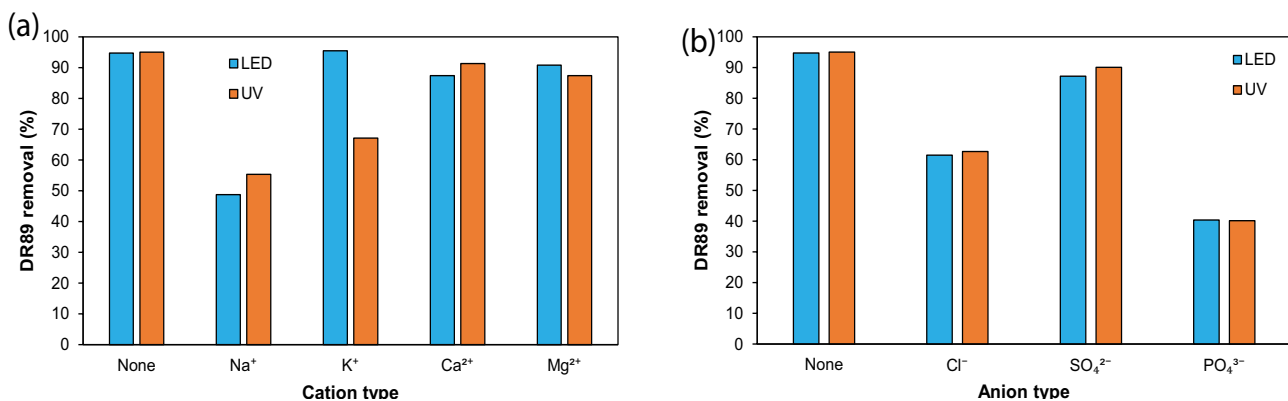 (a)
100
90
80
70
60
50
40
30
20
10
0
DR89 removal (%)
LED
UV
None Na⁺ K⁺ Ca²⁺ Mg²⁺
Cation type
(b)
100
90
80
70
60
50
40
30
20
10
0
DR89 removal (%)
LED
UV
None Cl⁻ SO₄²⁻ PO₄³⁻
Anion type